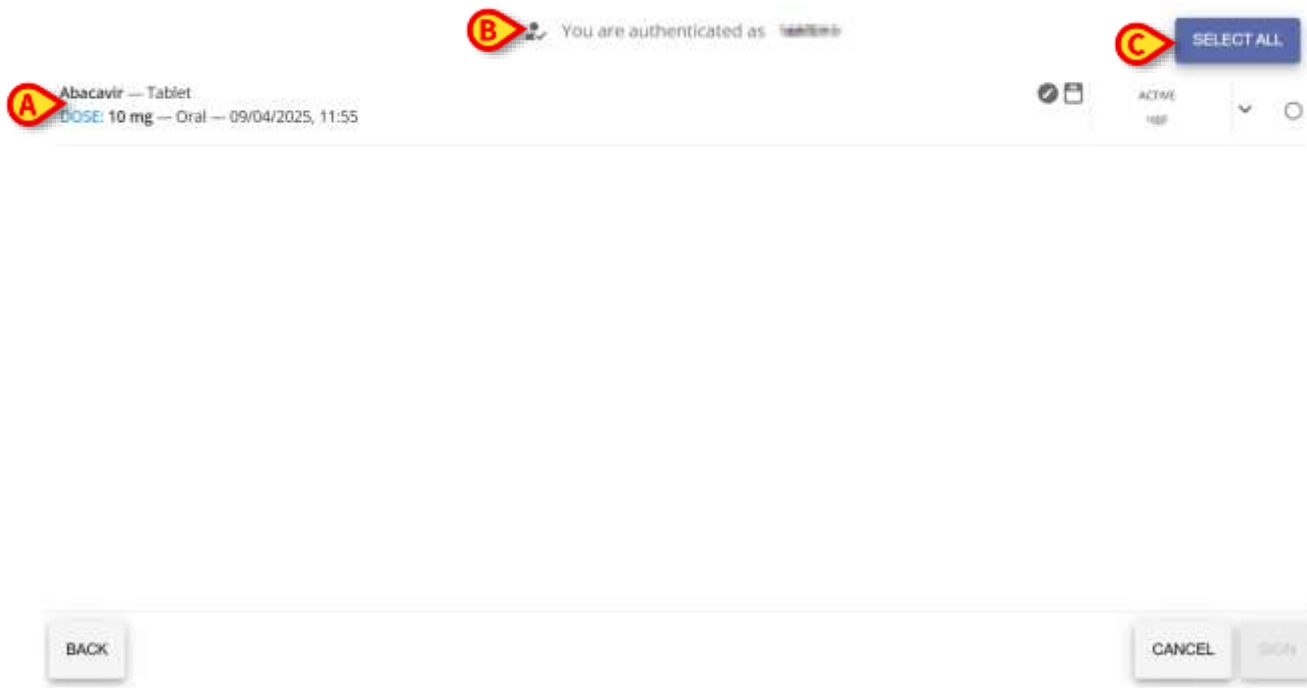 B You are authenticated as
C SELECT ALL
A Abacavir — Tablet
DOSE: 10 mg — Oral — 09/04/2025, 11:55
ACTIVE
BACK
CANCEL
SIGN